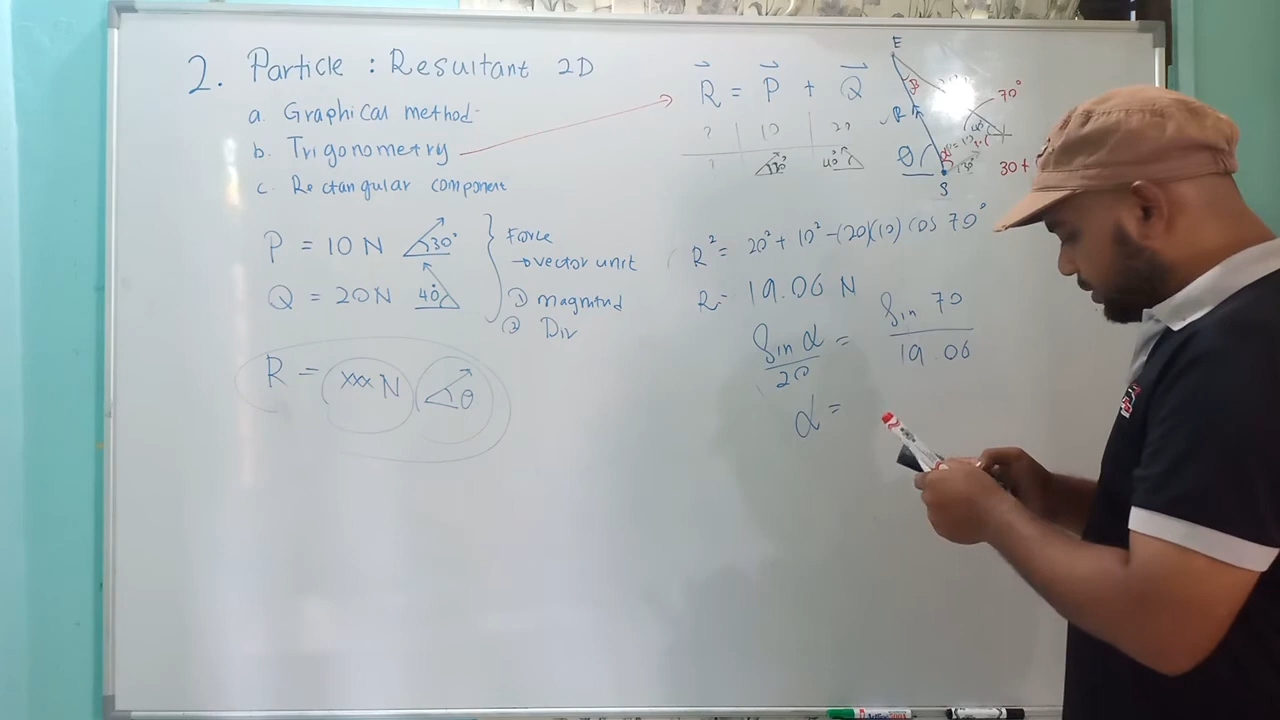 2. Particle : Resultant 2D
a. Graphical method
b. Trigonometry
c. Rectangular component
P = 10 N 30°
Q = 20N 40°
Force
→ vector unit
① magnitud
② Dir
R = xxx N θ
R = P + Q
? 10 20
? 30° 40°
E
β
70°
R
θ
α
30°
S
30+
R² = 20² + 10² - (20)(10) cos 70°
R = 19.06 N
Sin α = Sin 70
20 19.06
α =